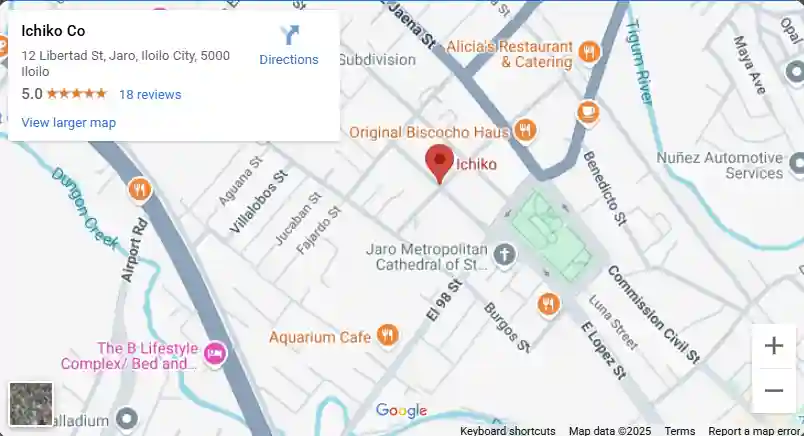 Ichiko Co
12 Libertad St, Jaro, Iloilo City, 5000
Iloilo
5.0
18 reviews
View larger map
Directions
E Jaena St
Subdivision
Alicia's Restaurant
& Catering
Tigum River
Maya Ave
Opal
Original Biscocho Haus
Ichiko
Benedicto St
Nuñez Automotive
Services
Aguana St
Villalobos St
Jucaban St
Fajardo St
Dungon Creek
Airport Rd
Jaro Metropolitan
Cathedral of St...
El 98 St
Burgos St
Commission Civil St
Luna Street
E Lopez St
Aquarium Cafe
The B Lifestyle
Complex/ Bed and...
alladium
Google
Keyboard shortcuts
Map data ©2025
Terms
Report a map error